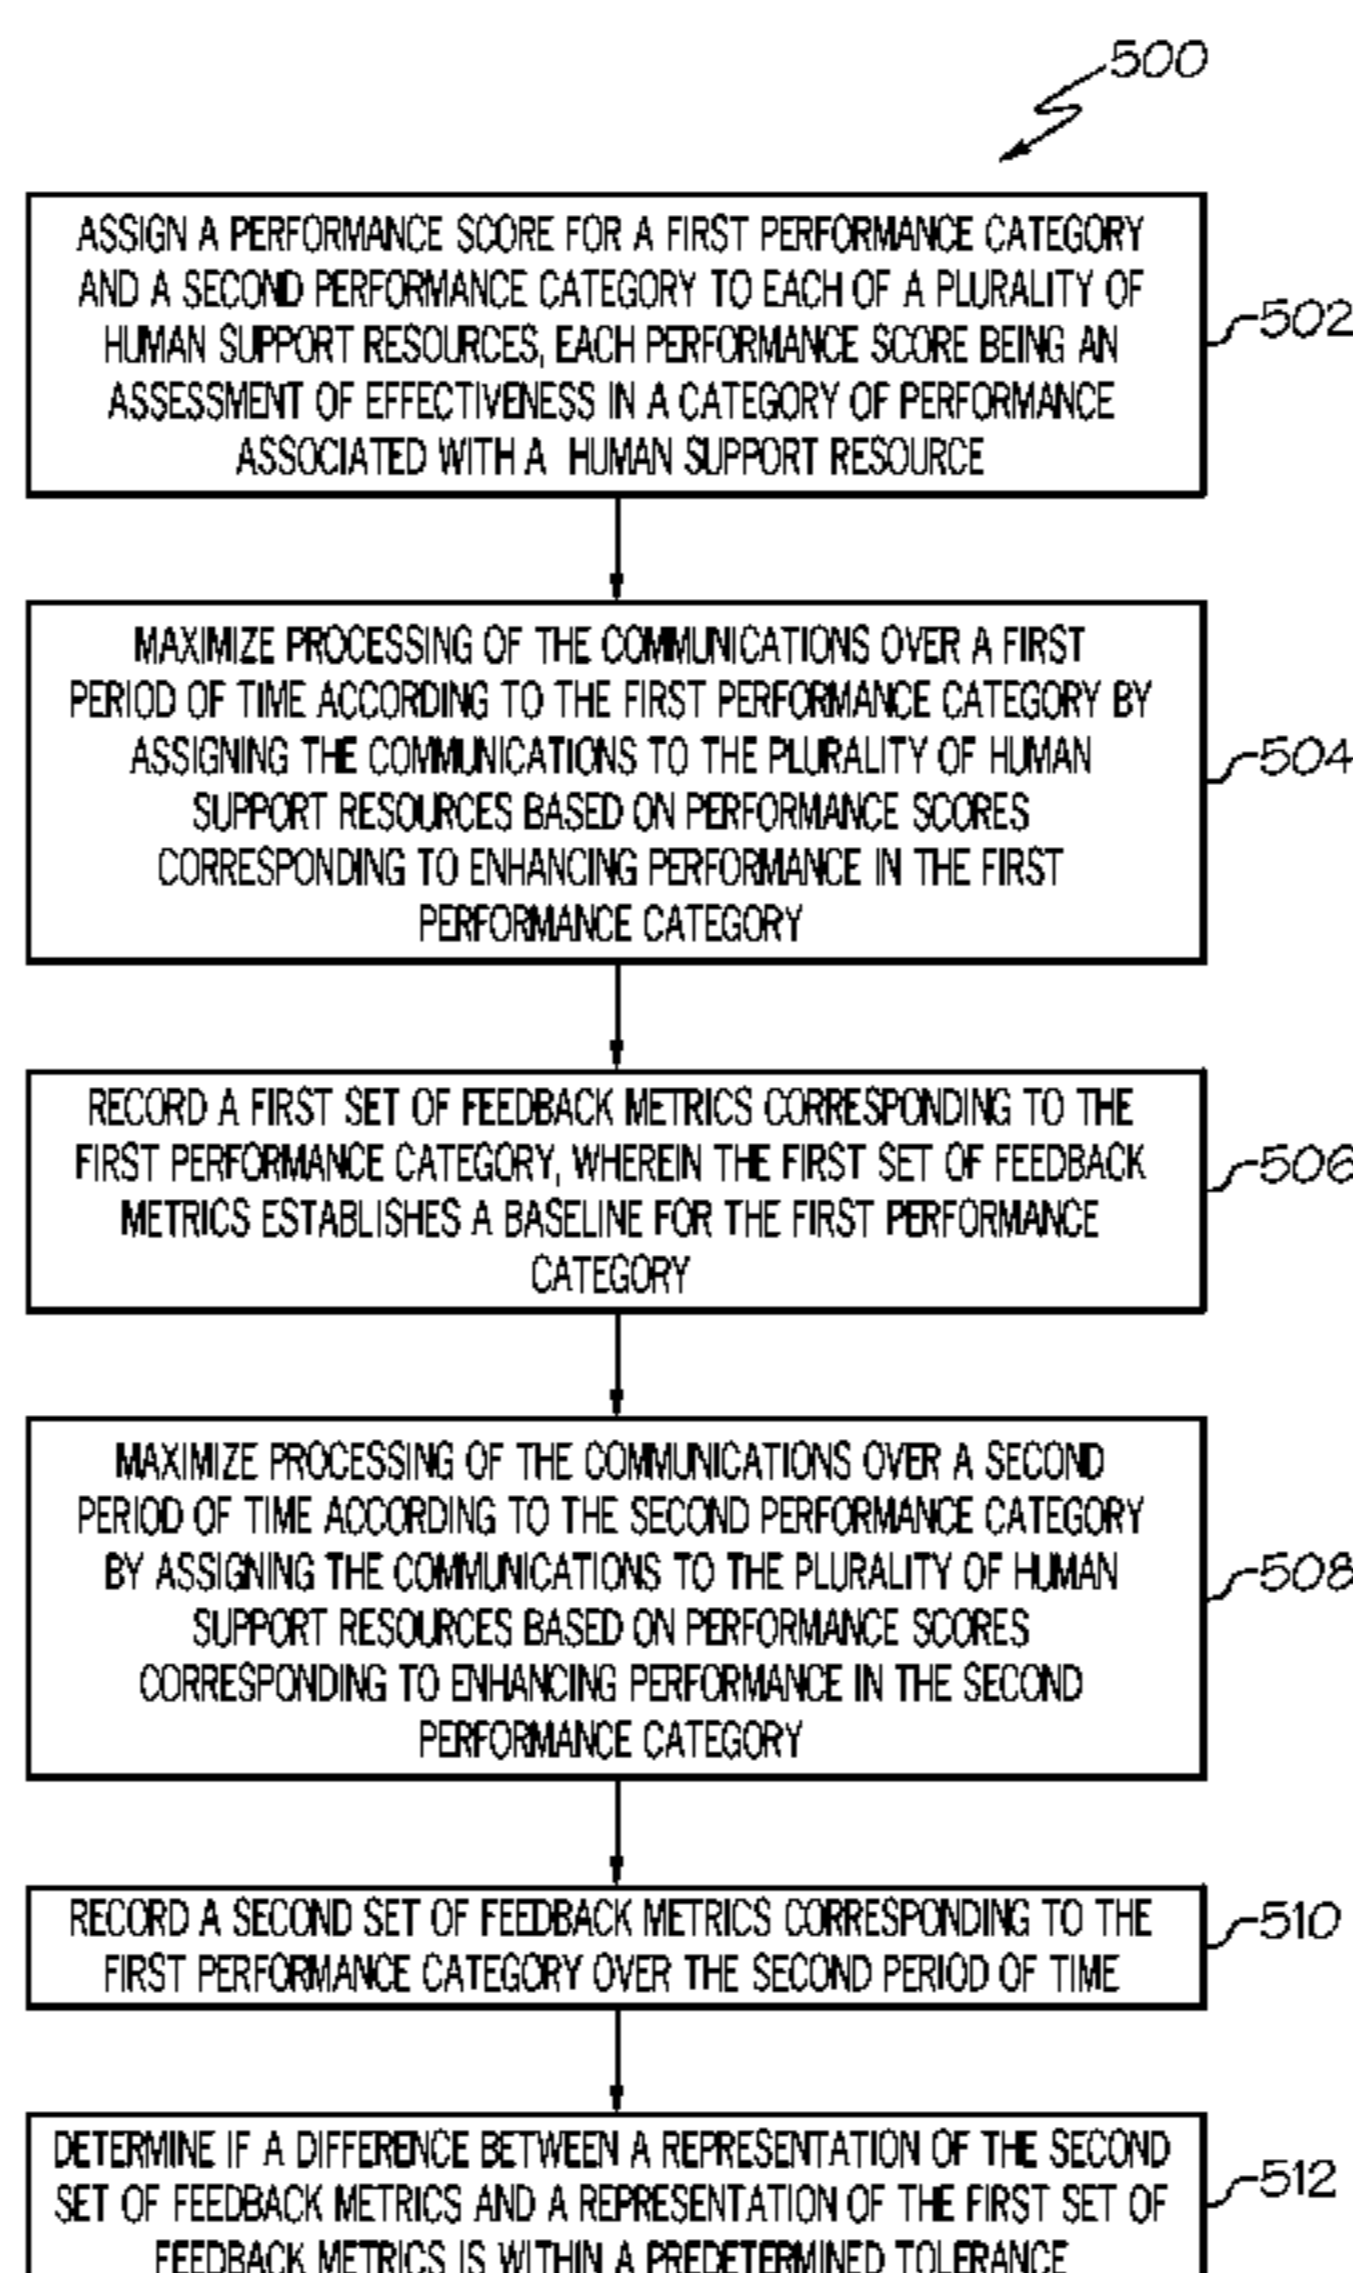 500
ASSIGN A PERFORMANCE SCORE FOR A FIRST PERFORMANCE CATEGORY
AND A SECOND PERFORMANCE CATEGORY TO EACH OF A PLURALITY OF
HUMAN SUPPORT RESOURCES, EACH PERFORMANCE SCORE BEING AN
ASSESSMENT OF EFFECTIVENESS IN A CATEGORY OF PERFORMANCE
ASSOCIATED WITH A HUMAN SUPPORT RESOURCE
502
MAXIMIZE PROCESSING OF THE COMMUNICATIONS OVER A FIRST
PERIOD OF TIME ACCORDING TO THE FIRST PERFORMANCE CATEGORY BY
ASSIGNING THE COMMUNICATIONS TO THE PLURALITY OF HUMAN
SUPPORT RESOURCES BASED ON PERFORMANCE SCORES
CORRESPONDING TO ENHANCING PERFORMANCE IN THE FIRST
PERFORMANCE CATEGORY
504
RECORD A FIRST SET OF FEEDBACK METRICS CORRESPONDING TO THE
FIRST PERFORMANCE CATEGORY, WHEREIN THE FIRST SET OF FEEDBACK
METRICS ESTABLISHES A BASELINE FOR THE FIRST PERFORMANCE
CATEGORY
506
MAXIMIZE PROCESSING OF THE COMMUNICATIONS OVER A SECOND
PERIOD OF TIME ACCORDING TO THE SECOND PERFORMANCE CATEGORY
BY ASSIGNING THE COMMUNICATIONS TO THE PLURALITY OF HUMAN
SUPPORT RESOURCES BASED ON PERFORMANCE SCORES
CORRESPONDING TO ENHANCING PERFORMANCE IN THE SECOND
PERFORMANCE CATEGORY
508
RECORD A SECOND SET OF FEEDBACK METRICS CORRESPONDING TO THE
FIRST PERFORMANCE CATEGORY OVER THE SECOND PERIOD OF TIME
510
DETERMINE IF A DIFFERENCE BETWEEN A REPRESENTATION OF THE SECOND
SET OF FEEDBACK METRICS AND A REPRESENTATION OF THE FIRST SET OF
FEEDBACK METRICS IS WITHIN A PREDETERMINED TOLERANCE
512